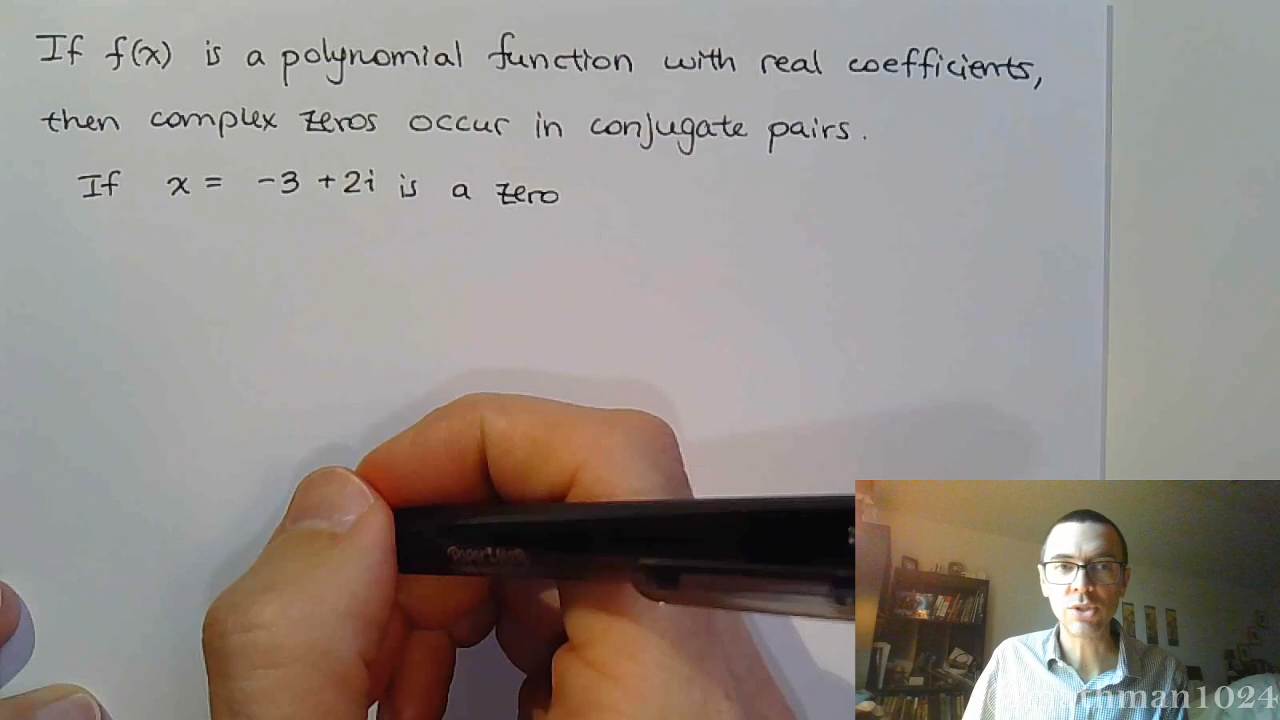 If f(x) is a polynomial function with real coefficients,
then complex zeros occur in conjugate pairs.
If x = -3 + 2i is a zero